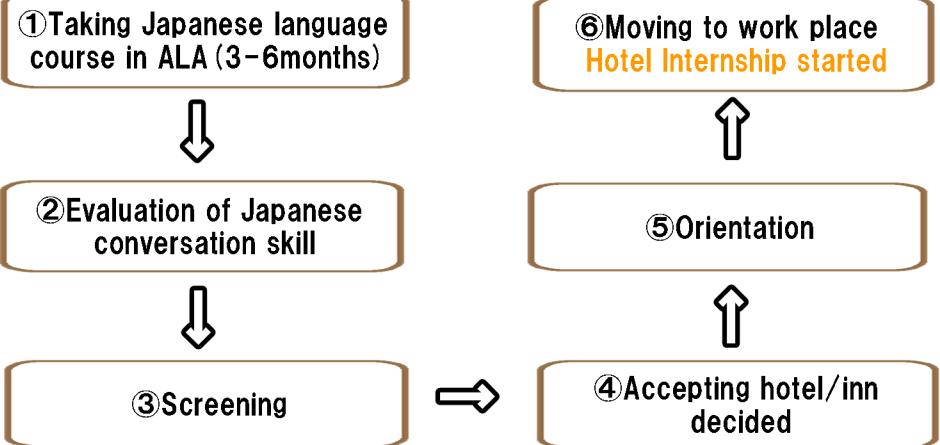 ①Taking Japanese language
course in ALA(3-6months)
②Evaluation of Japanese
conversation skill
③Screening
④Accepting hotel/inn
decided
⑤Orientation
⑥Moving to work place
Hotel Internship started